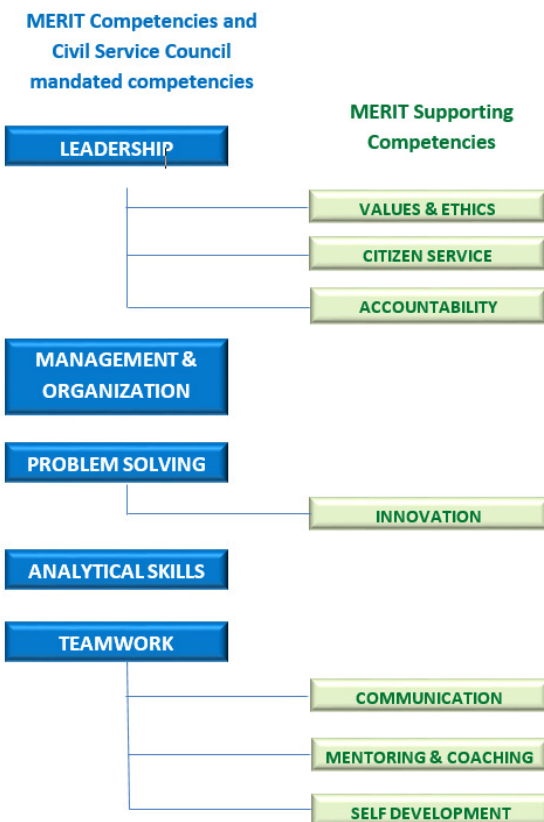 MERIT Competencies and
Civil Service Council
mandated competencies
MERIT Supporting
Competencies
LEADERSHIP
VALUES & ETHICS
CITIZEN SERVICE
ACCOUNTABILITY
MANAGEMENT &
ORGANIZATION
PROBLEM SOLVING
INNOVATION
ANALYTICAL SKILLS
TEAMWORK
COMMUNICATION
MENTORING & COACHING
SELF DEVELOPMENT